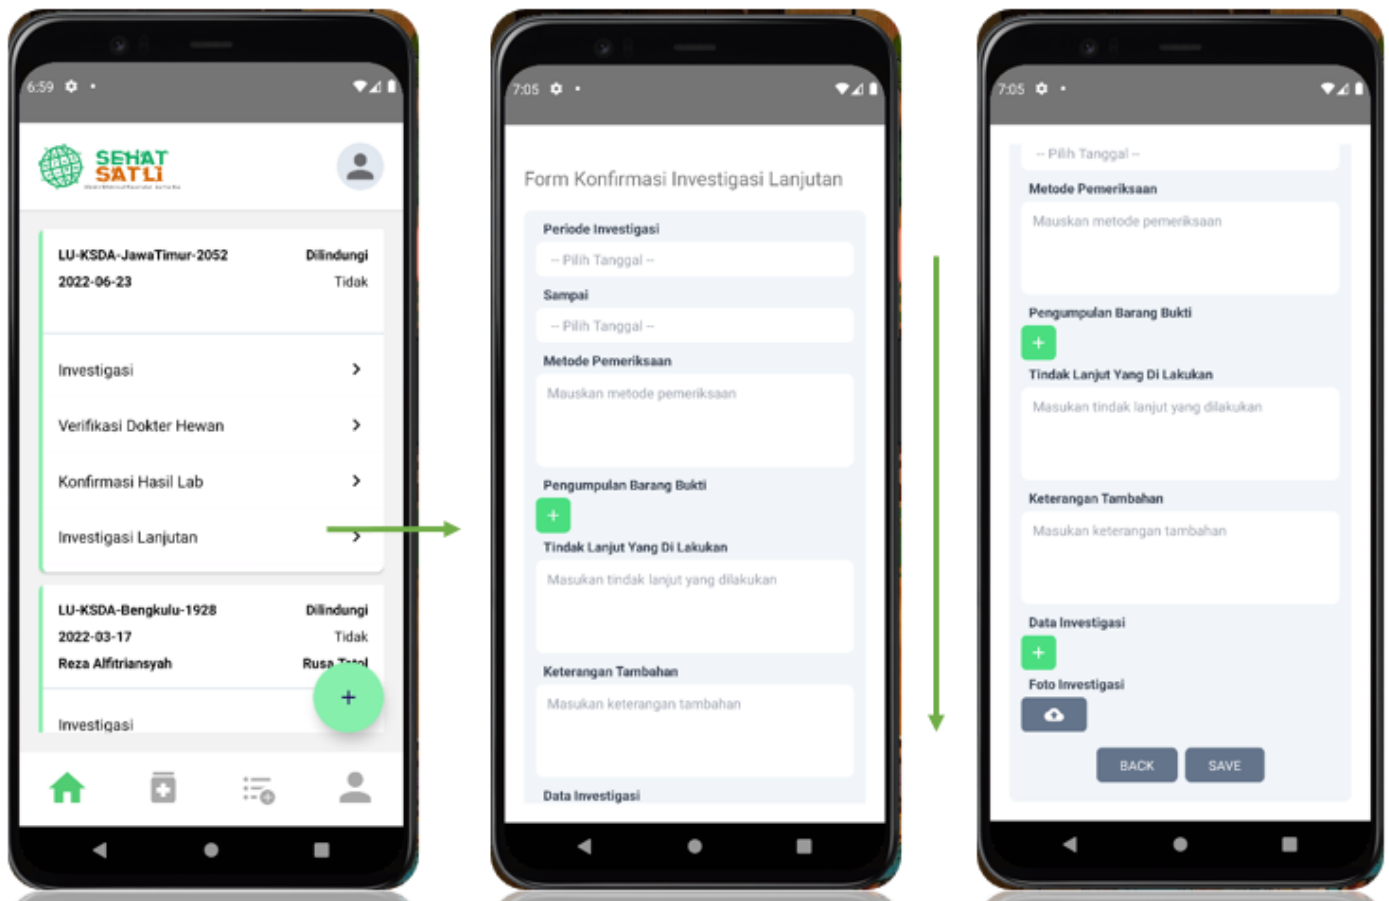 6:59
SEHAT
SATLI
LU-KSDA-JawaTimur-2052 Dilindungi
2022-06-23 Tidak
Investigasi
Verifikasi Dokter Hewan
Konfirmasi Hasil Lab
Investigasi Lanjutan
LU-KSDA-Bengkulu-1928 Dilindungi
2022-03-17 Tidak
Reza Alfitriansyah Rusa
Investigasi
7:05
Form Konfirmasi Investigasi Lanjutan
Periode Investigasi
-- Pilih Tanggal --
Sampai
-- Pilih Tanggal --
Metode Pemeriksaan
Mauskan metode pemeriksaan
Pengumpulan Barang Bukti
+
Tindak Lanjut Yang Di Lakukan
Masukan tindak lanjut yang dilakukan
Keterangan Tambahan
Masukan keterangan tambahan
Data Investigasi
7:05
-- Pilih Tanggal --
Metode Pemeriksaan
Mauskan metode pemeriksaan
Pengumpulan Barang Bukti
+
Tindak Lanjut Yang Di Lakukan
Masukan tindak lanjut yang dilakukan
Keterangan Tambahan
Masukan keterangan tambahan
Data Investigasi
+
Foto Investigasi
BACK SAVE